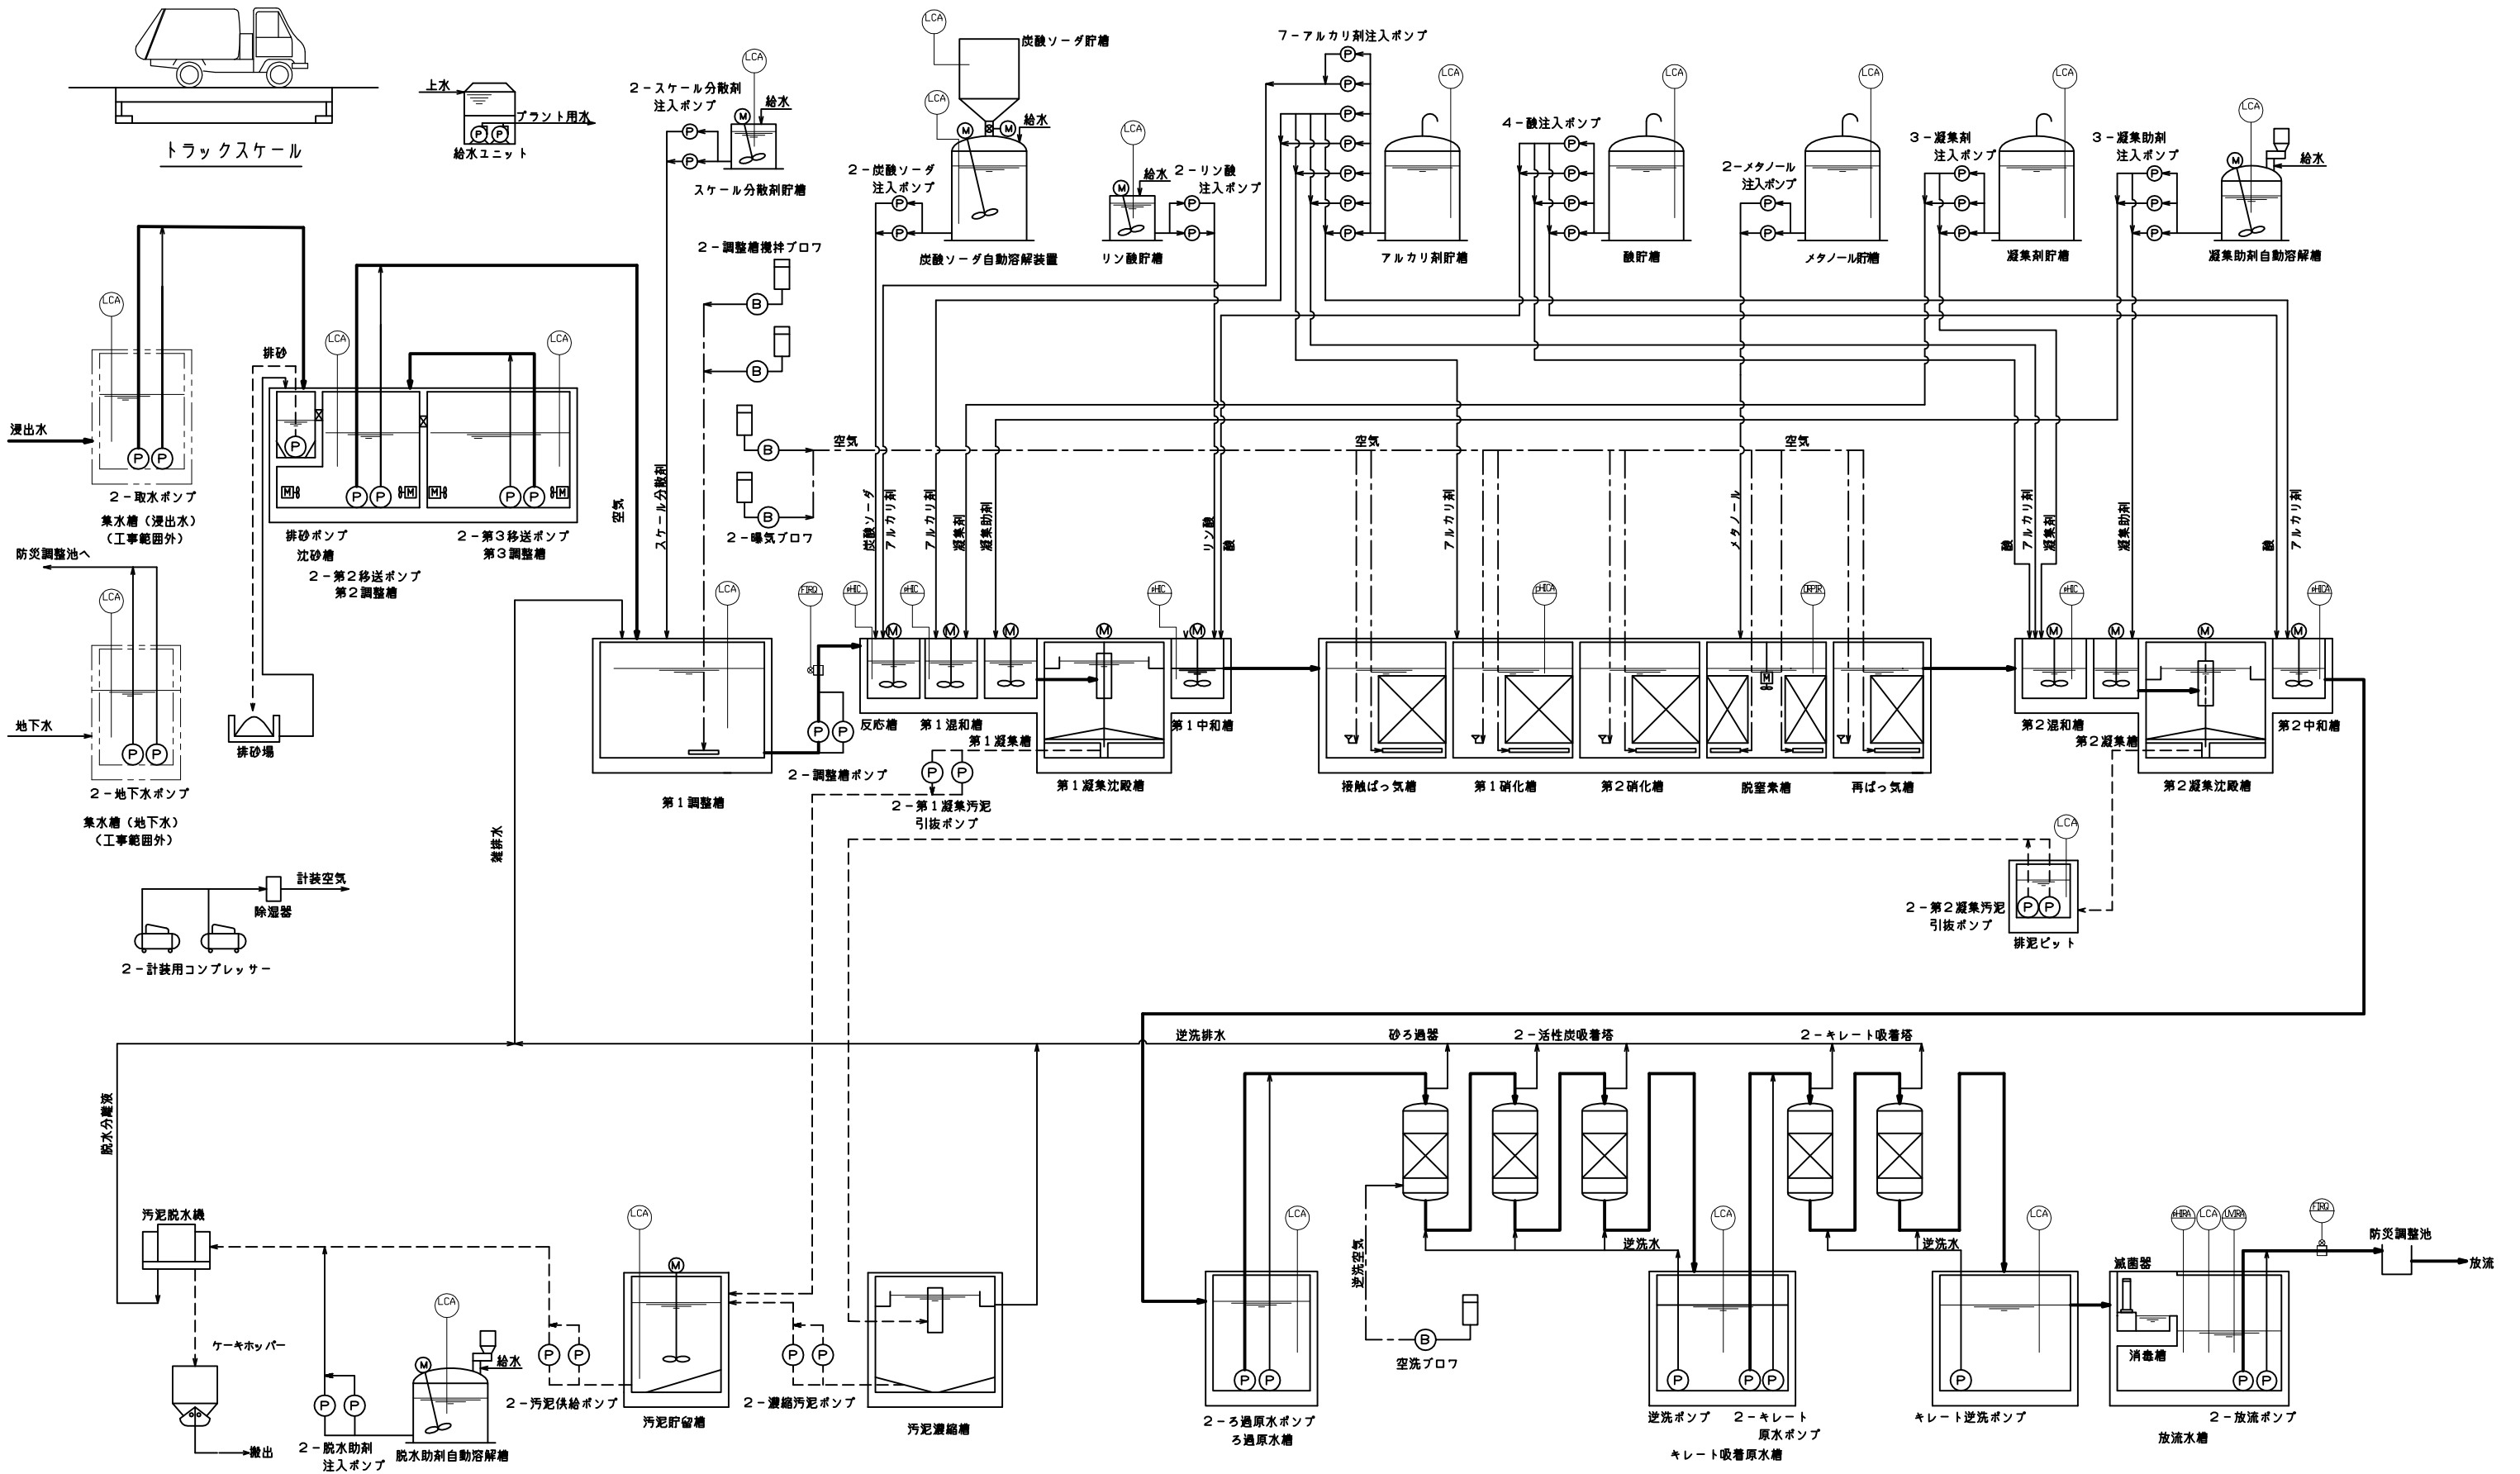 LCA
炭酸ソーダ貯槽
7-アルカリ剤注入ポンプ
P
LCA
LCA
LCA
LCA
LCA
LCA
上水
プラント用水
P P
給水ユニット
トラックスケール
2-スケール分散剤
注入ポンプ
M
給水
P
P
スケール分散剤貯槽
LCA
M
M
給水
2-炭酸ソーダ
注入ポンプ
P
P
炭酸ソーダ自動溶解装置
LCA
M
給水
2-リン酸
注入ポンプ
P
P
リン酸貯槽
P
P
P
P
P
P
アルカリ剤貯槽
4-酸注入ポンプ
P
P
P
P
酸貯槽
2-メタノール
注入ポンプ
P
P
メタノール貯槽
3-凝集剤
注入ポンプ
P
P
P
凝集剤貯槽
3-凝集助剤
注入ポンプ
P
P
P
M
LCA
給水
凝集助剤自動溶解槽
2-調整槽攪拌ブロワ
B
B
B
B
2-曝気ブロワ
空気
空気
空気
LCA
浸出水
P P
2-取水ポンプ
集水槽（浸出水）
（工事範囲外）
排砂
LCA
LCA
P
M
P P
M
M
P P
M
排砂ポンプ
沈砂槽
2-第2移送ポンプ
第2調整槽
2-第3移送ポンプ
第3調整槽
防災調整池へ
LCA
地下水
P P
2-地下水ポンプ
集水槽（地下水）
（工事範囲外）
排砂場
空気
スケール分散剤
炭酸ソーダ
アルカリ剤
アルカリ剤
凝集剤
凝集助剤
リン酸
酸
アルカリ剤
メタノール
酸
アルカリ剤
凝集剤
凝集助剤
酸
アルカリ剤
LCA
FIRQ
pHIC
pHIC
pHIC
pHICA
ORPIR
pHIC
pHICA
M
M
M
M
M
M
M
M
M
M
M
P P
2-調整槽ポンプ
第1調整槽
反応槽
第1混和槽
第1凝集槽
第1中和槽
第1凝集沈殿槽
P P
2-第1凝集汚泥
引抜ポンプ
接触ばっ気槽
第1硝化槽
第2硝化槽
脱窒素槽
再ばっ気槽
第2混和槽
第2凝集槽
第2中和槽
第2凝集沈殿槽
雑排水
計装空気
除湿器
2-計装用コンプレッサー
LCA
P P
2-第2凝集汚泥
引抜ポンプ
排泥ピット
逆洗排水
砂ろ過器
2-活性炭吸着塔
2-キレート吸着塔
脱水分離液
汚泥脱水機
ケーキホッパー
搬出
P P
2-脱水助剤
注入ポンプ
M
LCA
給水
脱水助剤自動溶解槽
P P
2-汚泥供給ポンプ
LCA
M
汚泥貯留槽
P P
2-濃縮汚泥ポンプ
汚泥濃縮槽
LCA
P P
2-ろ過原水ポンプ
ろ過原水槽
逆洗空気
B
空洗ブロワ
逆洗水
LCA
P
P P
逆洗ポンプ
2-キレート
原水ポンプ
キレート吸着原水槽
逆洗水
LCA
P
キレート逆洗ポンプ
pHIRA
LCA
UVIRA
FIRQ
防災調整池
放流
滅菌器
消毒槽
P P
2-放流ポンプ
放流水槽